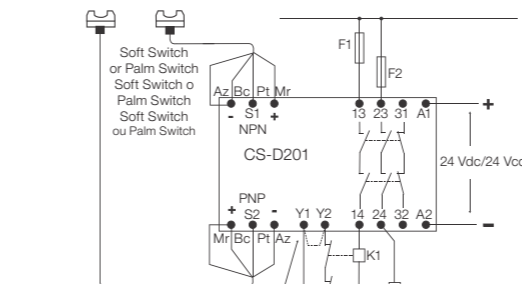 F1
F2
Soft Switch
or Palm Switch
Soft Switch o
Palm Switch
Soft Switch
ou Palm Switch
Az Bc Pt Mr
- S1 +
NPN
13 23 31 A1 +
CS-D201
24 Vdc/24 Vcc
PNP
+ S2 - Y1 Y2 14 24 32 A2 -
Mr Bc Pt Az
K1